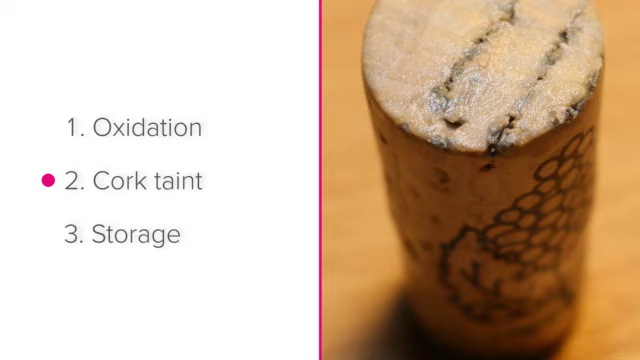 1. Oxidation
2. Cork taint
3. Storage